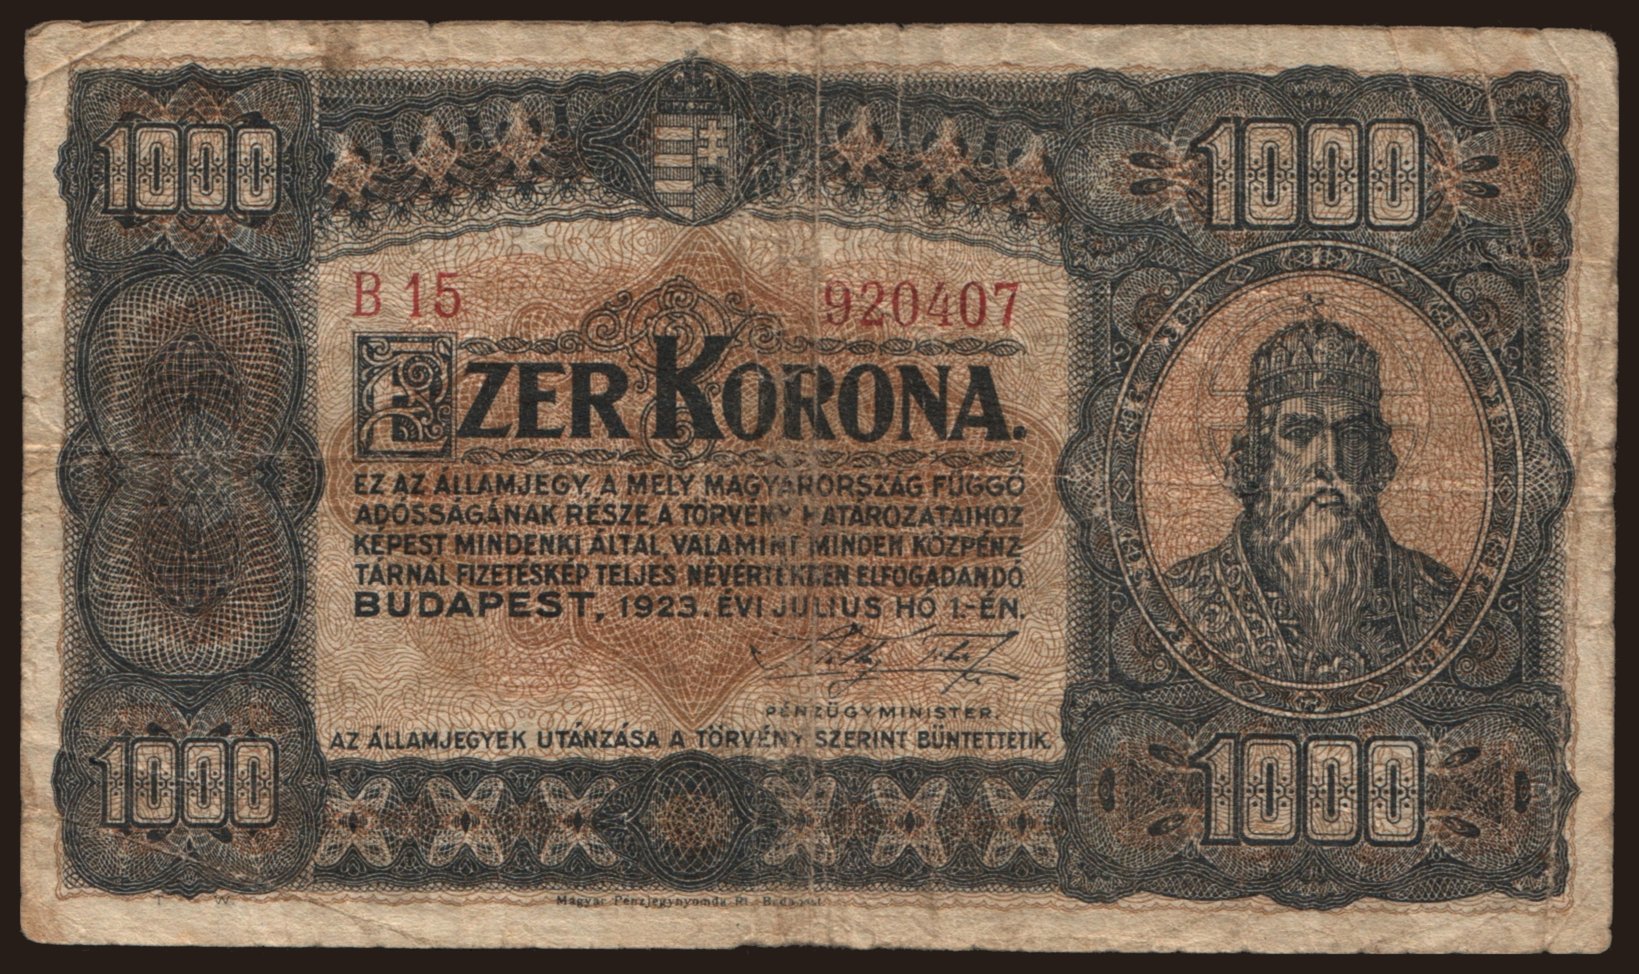 1000
1000
B 15
920407
EZER KORONA.
EZ AZ ÁLLAMJEGY, A MELY MAGYARORSZÁG FÜGGŐ
ADÓSSÁGÁNAK RÉSZE, A TÖRVÉNY HATÁROZATAIHOZ
KÉPEST MINDENKI ÁLTAL, VALAMINT MINDEN KÖZPÉNZ-
TÁRNÁL FIZETÉSKÉP TELJES NÉVÉRTÉKBEN ELFOGADANDÓ.
BUDAPEST, 1923. ÉVI JULIUS HÓ 1.-ÉN.
PÉNZÜGYMINISTER.
AZ ÁLLAMJEGYEK UTÁNZÁSA A TÖRVÉNY SZERINT BÜNTETTETIK.
1000
1000
T W
Magyar Pénzjegynyomda Rt. Budapest.